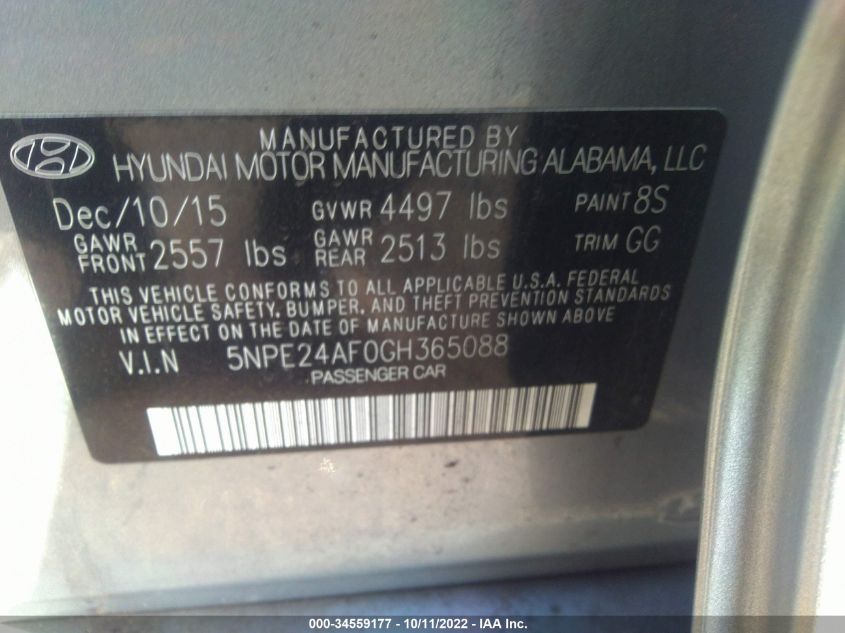 MANUFACTURED BY
HYUNDAI MOTOR MANUFACTURING ALABAMA, LLC
Dec/10/15 GVWR 4497 lbs PAINT 8S
GAWR FRONT 2557 lbs GAWR REAR 2513 lbs TRIM GG
THIS VEHICLE CONFORMS TO ALL APPLICABLE U.S.A. FEDERAL
MOTOR VEHICLE SAFETY, BUMPER, AND THEFT PREVENTION STANDARDS
IN EFFECT ON THE DATE OF MANUFACTURE SHOWN ABOVE
V.I.N 5NPE24AF0GH365088
PASSENGER CAR
000-34559177 - 10/11/2022 - IAA Inc.